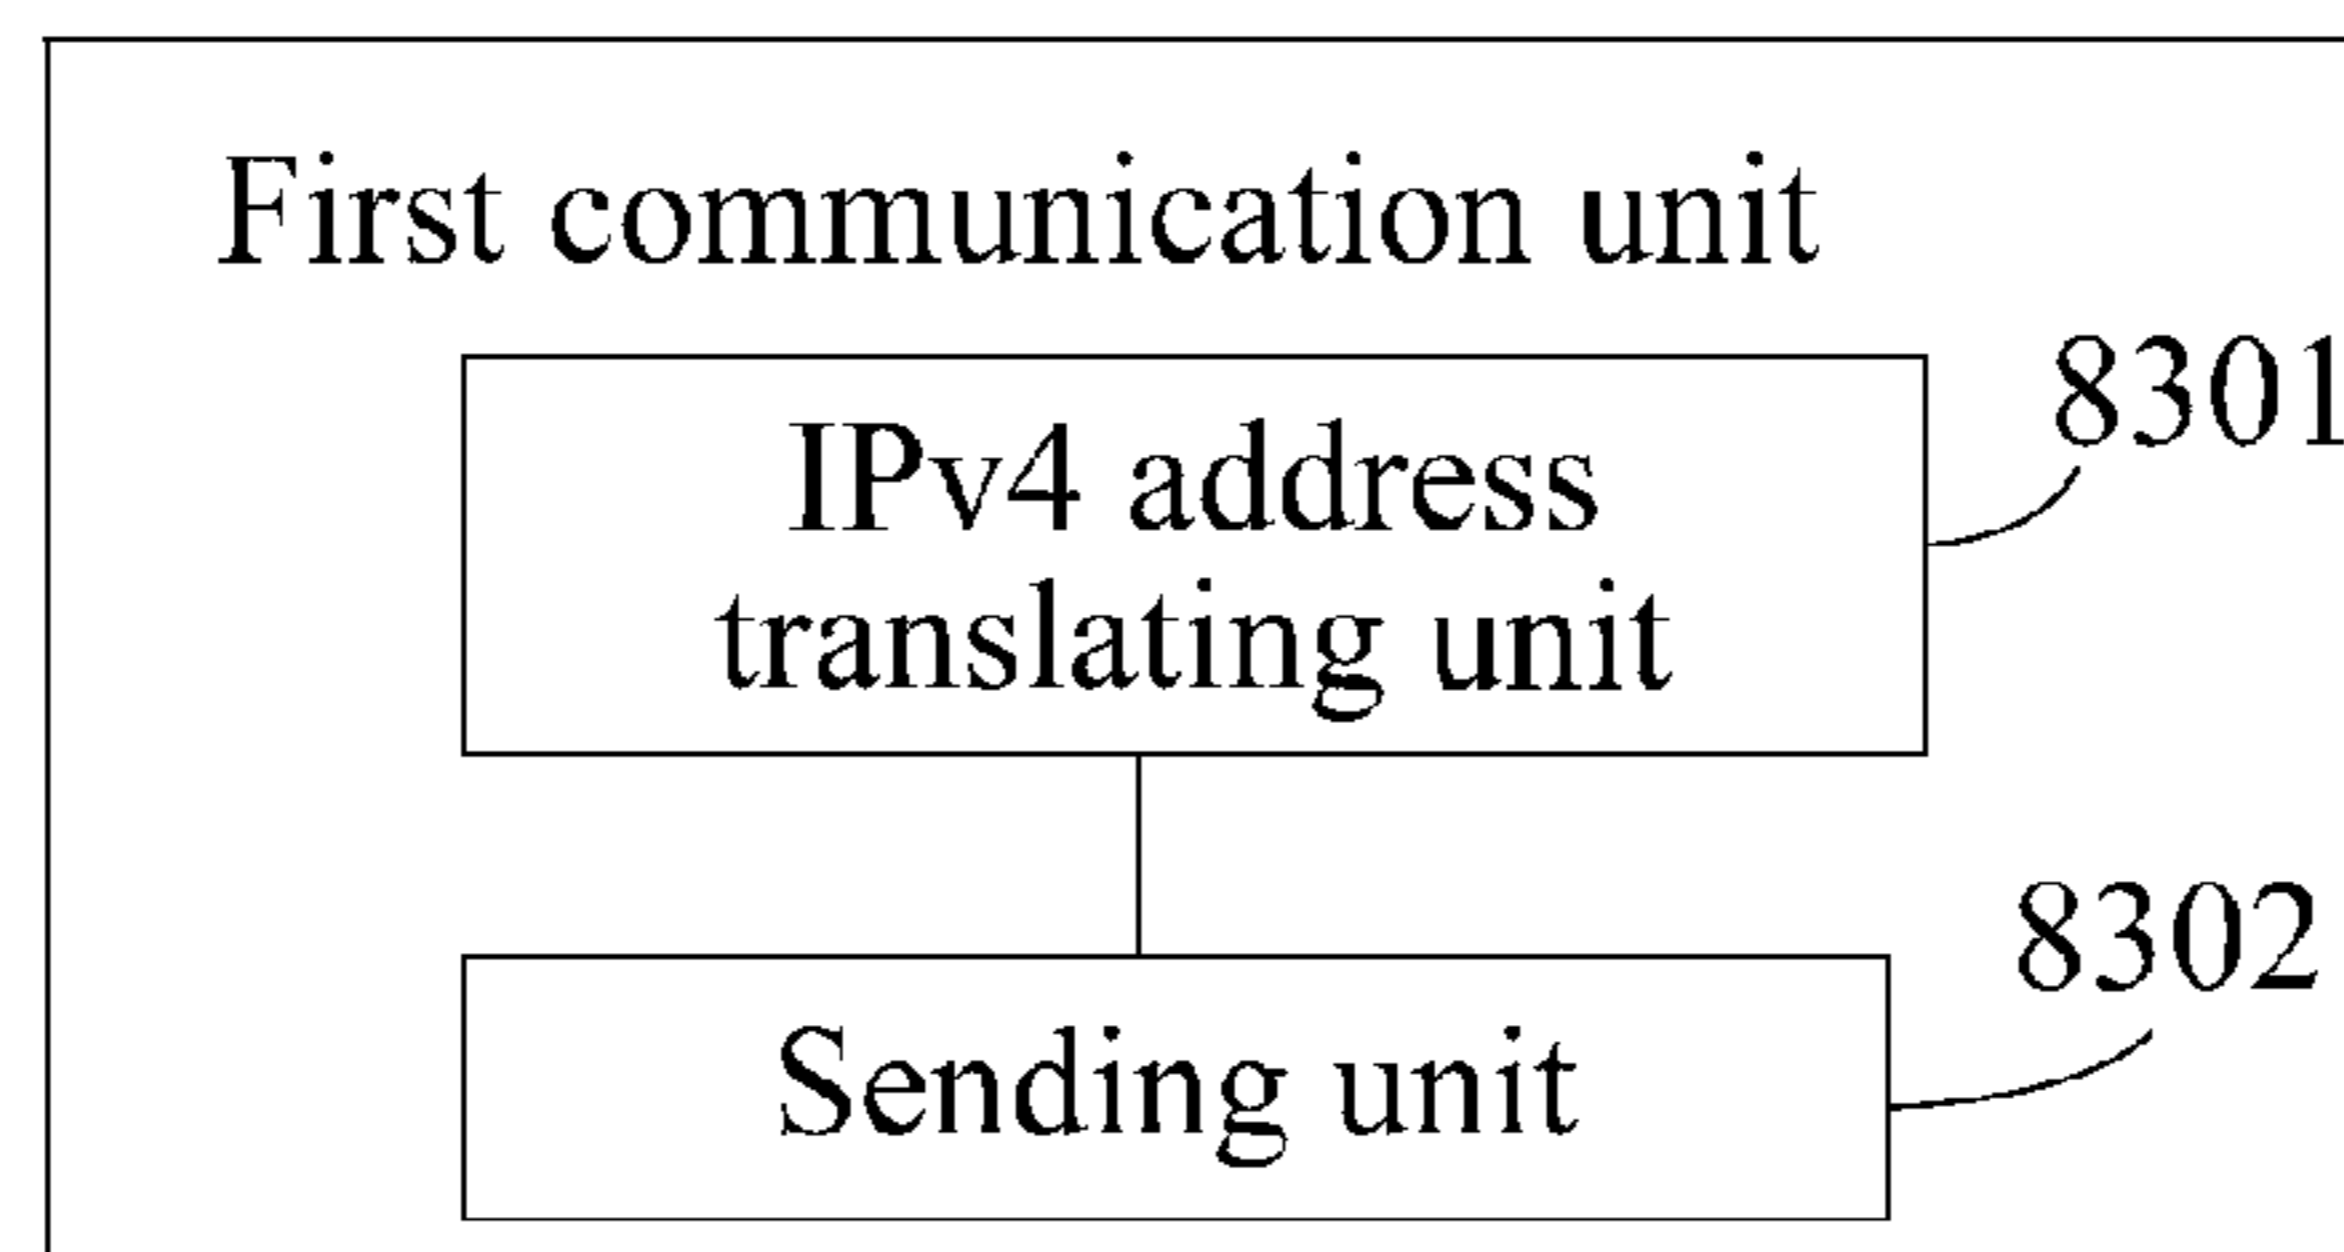 First communication unit
8301
IPv4 address
translating unit
8302
Sending unit